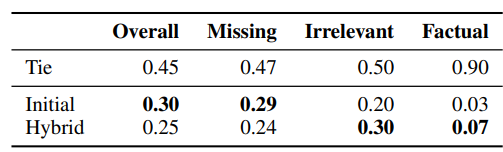 Overall Missing Irrelevant Factual
Tie 0.45 0.47 0.50 0.90
Initial 0.30 0.29 0.20 0.03
Hybrid 0.25 0.24 0.30 0.07